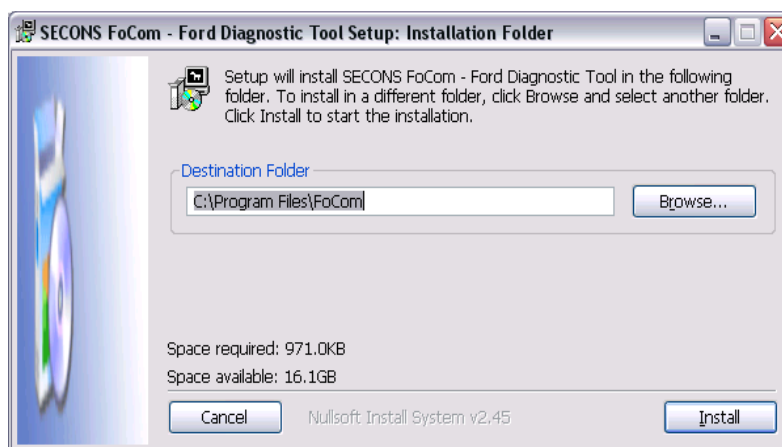 SECONS FoCom - Ford Diagnostic Tool Setup: Installation Folder
Setup will install SECONS FoCom - Ford Diagnostic Tool in the following
folder. To install in a different folder, click Browse and select another folder.
Click Install to start the installation.
Destination Folder
C:\Program Files\FoCom
Browse...
Space required: 971.0KB
Space available: 16.1GB
Cancel
Nullsoft Install System v2.45
Install